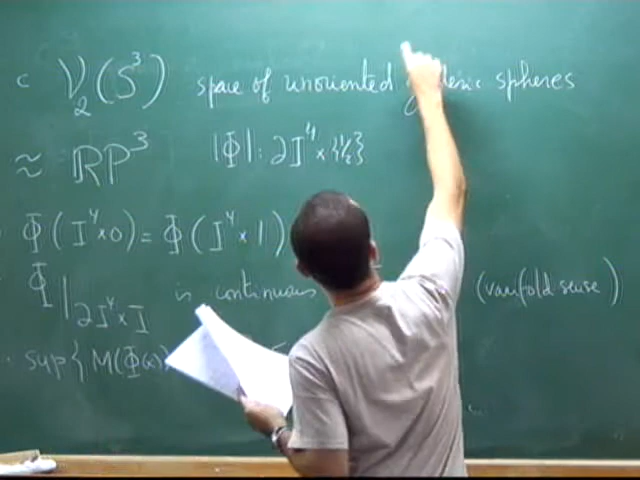 c 𝒱₂(S³) space of unoriented spheres
≈ ℝP³ |Φ| : ∂I⁴ × {½}
Φ(I⁴×0) = Φ(I⁴×1)
Φ|∂I⁴×I is continuous (varifold sense)
· sup{M(Φ(x))